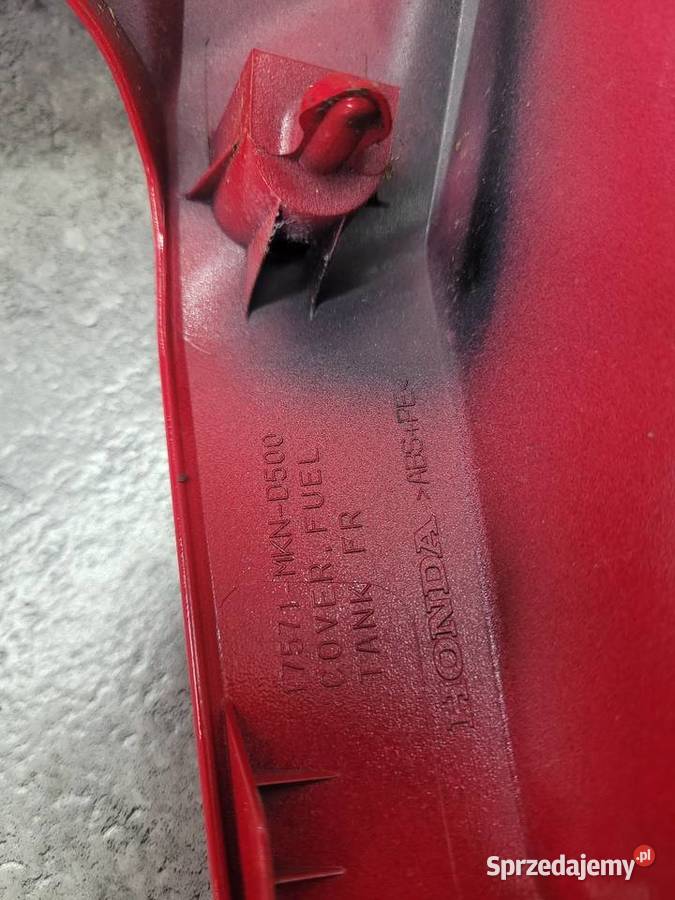 17571-MKN-D500
COVER.FUEL
TANK FR
HONDA >ABS+PE<
Sprzedajemy.pl